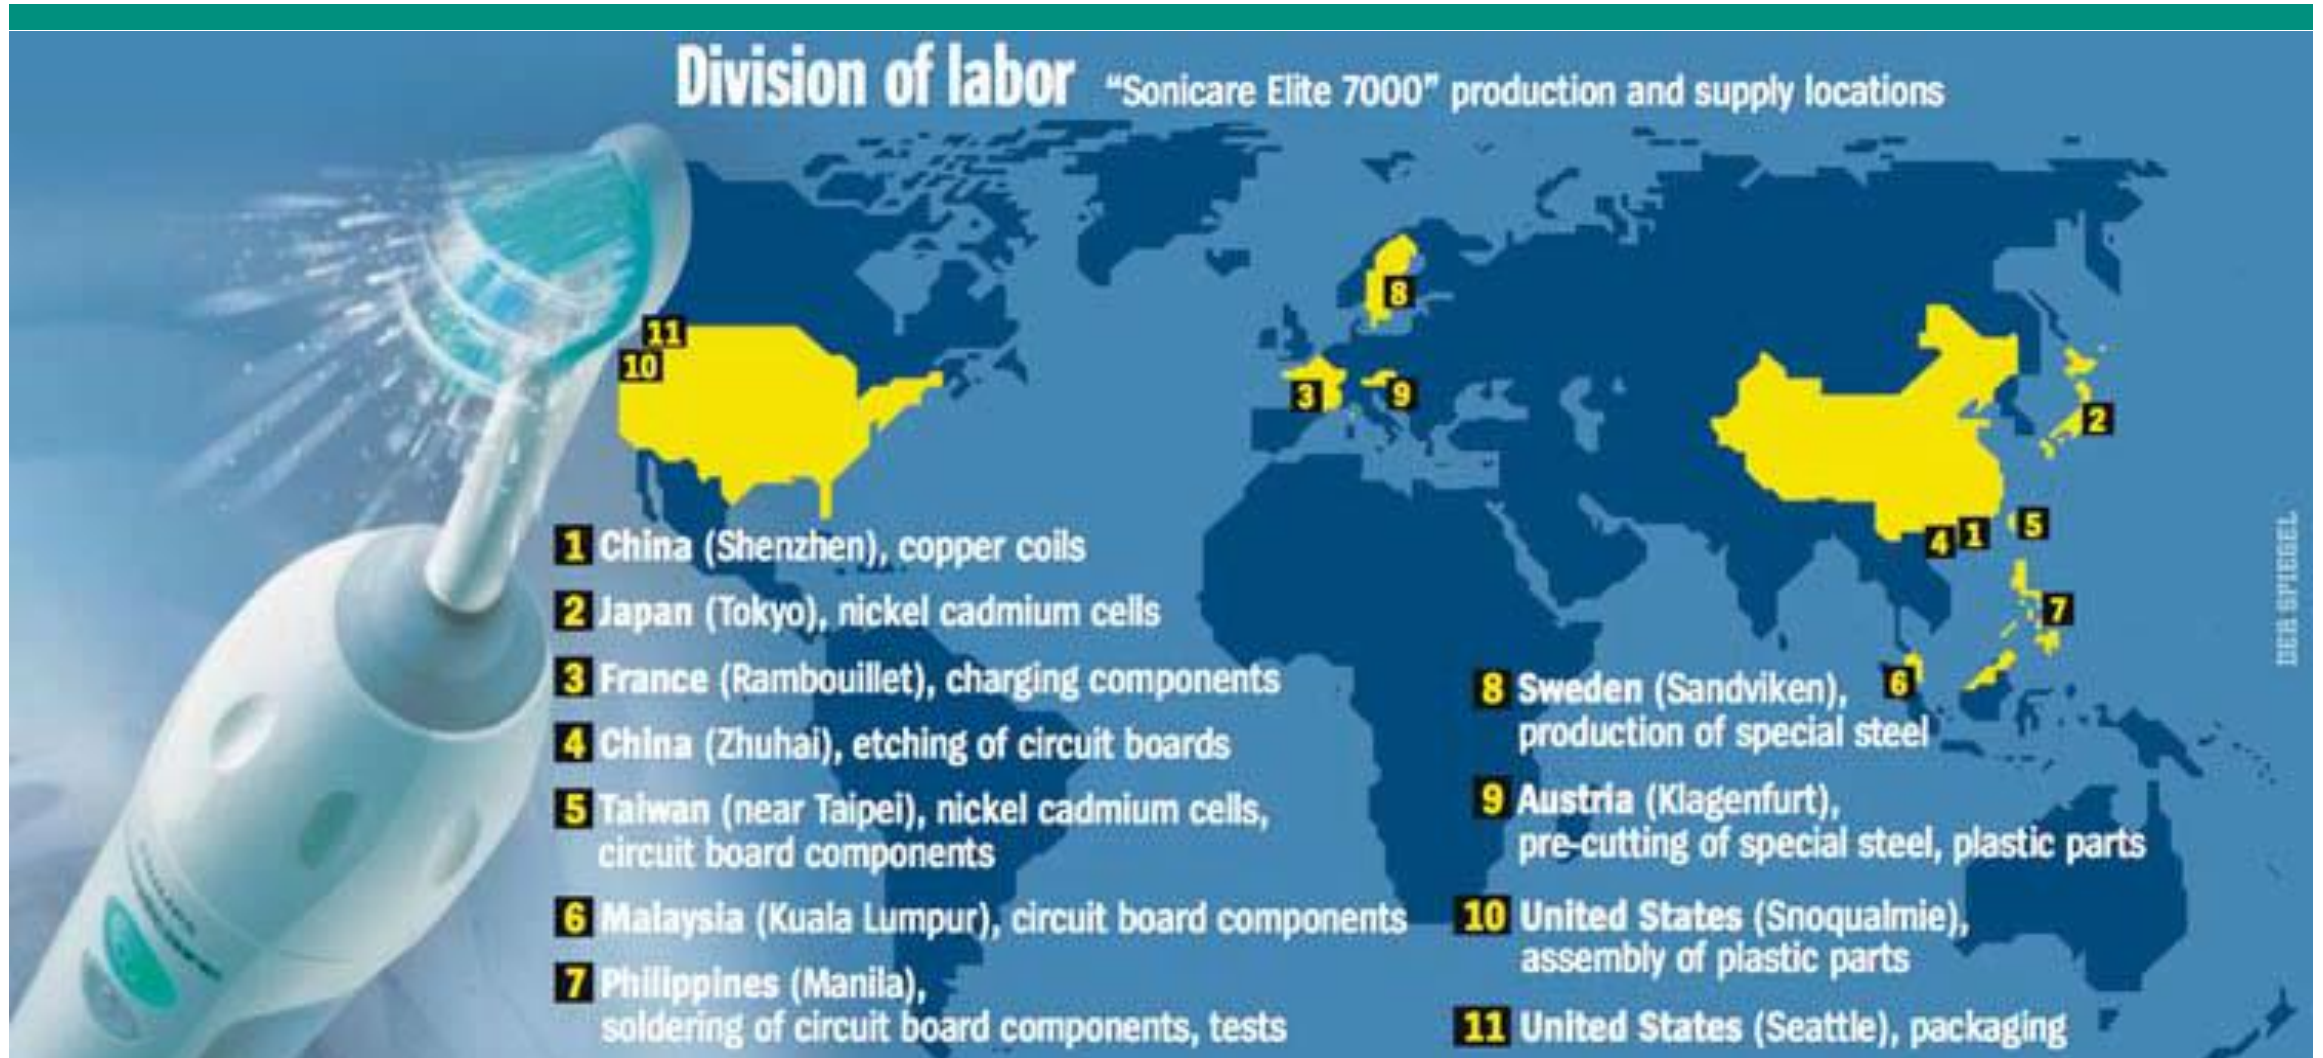 Division of labor "Sonicare Elite 7000" production and supply locations
11
10
8
3
9
2
4 1 5
7
6
1 China (Shenzhen), copper coils
2 Japan (Tokyo), nickel cadmium cells
3 France (Rambouillet), charging components
4 China (Zhuhai), etching of circuit boards
5 Taiwan (near Taipei), nickel cadmium cells,
circuit board components
6 Malaysia (Kuala Lumpur), circuit board components
7 Philippines (Manila),
soldering of circuit board components, tests
8 Sweden (Sandviken),
production of special steel
9 Austria (Klagenfurt),
pre-cutting of special steel, plastic parts
10 United States (Snoqualmie),
assembly of plastic parts
11 United States (Seattle), packaging
DER SPIEGEL